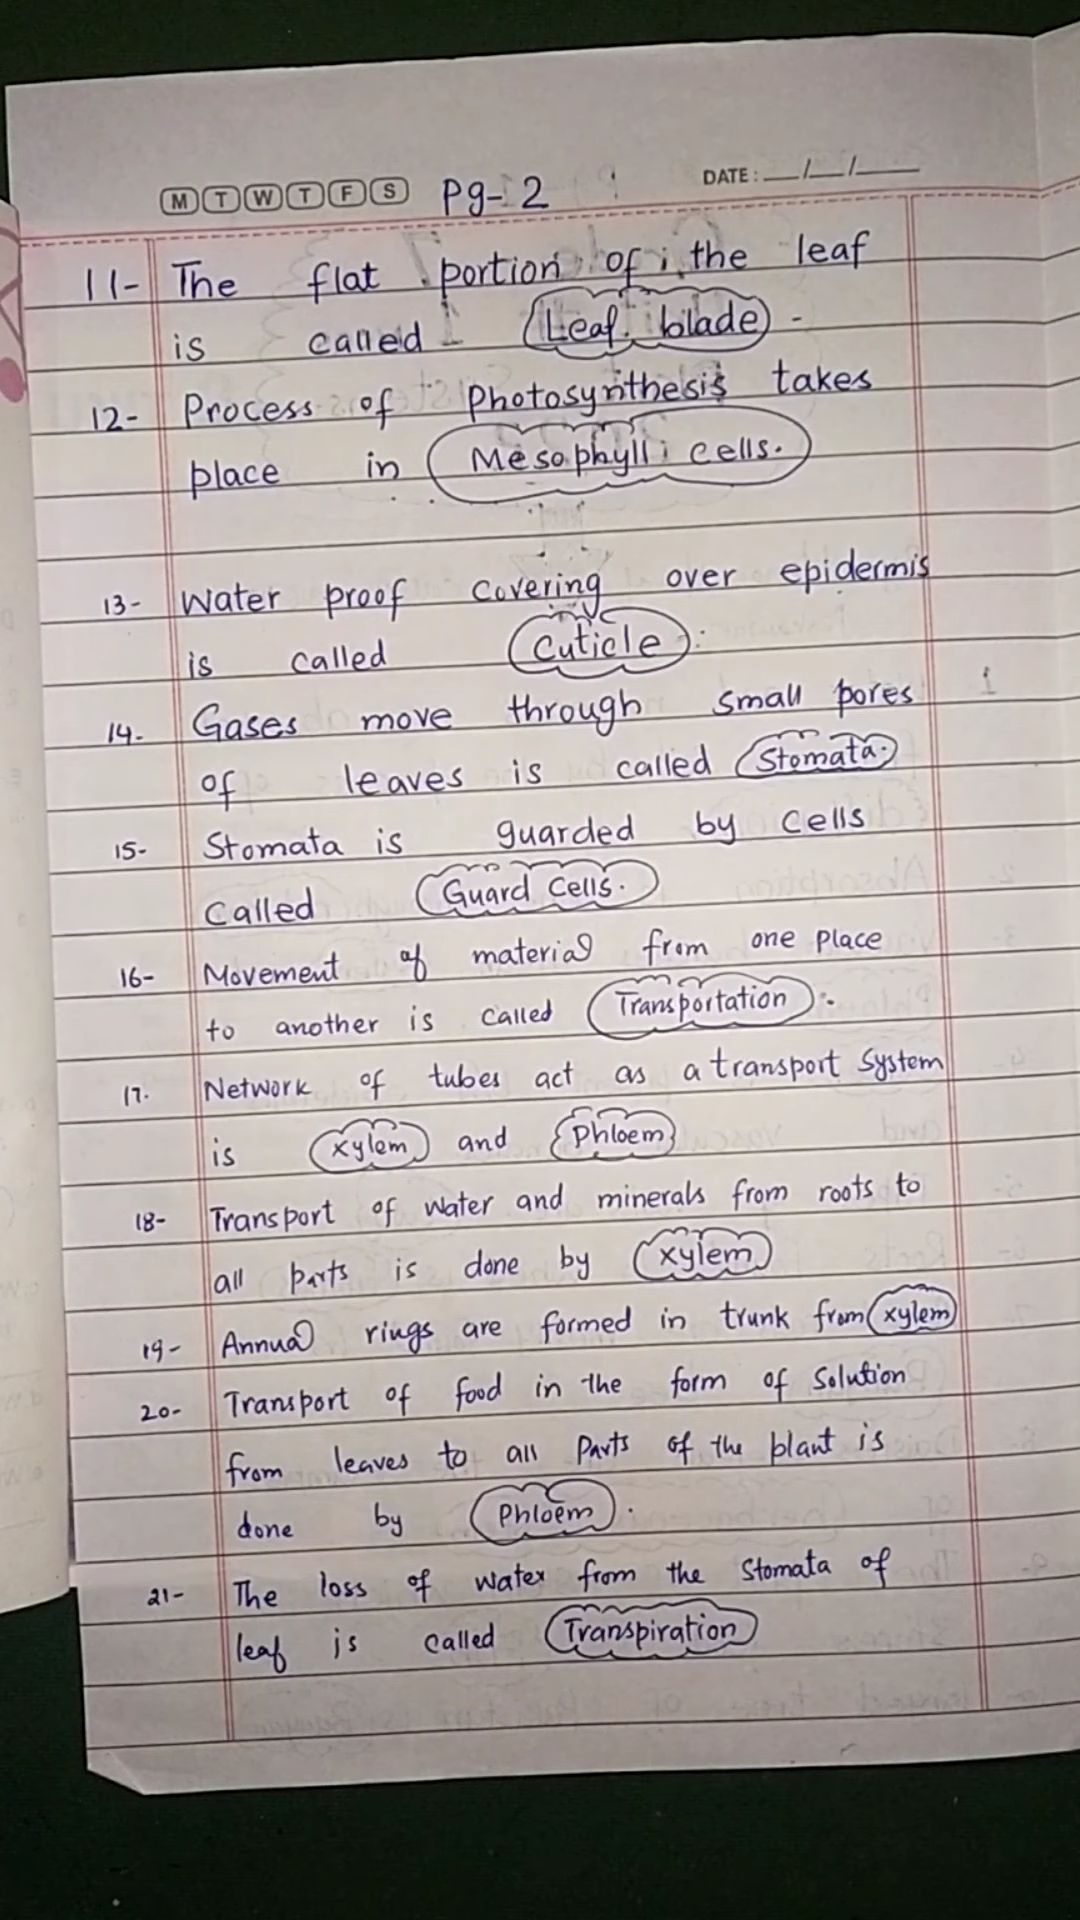 M T W T F S Pg-2 DATE: __/__/____
11- The flat portion of the leaf
is called Leaf blade -
12- Process of Photosynthesis takes
place in Mesophyll cells.
13- Water proof covering over epidermis
is called Cuticle.
14. Gases move through small pores
of leaves is called Stomata.
15- Stomata is guarded by cells
called Guard Cells.
16- Movement of material from one place
to another is called Transportation.
17. Network of tubes act as a transport system
is xylem and Phloem
18- Transport of water and minerals from roots to
all parts is done by xylem
19- Annual rings are formed in trunk from xylem
20- Transport of food in the form of solution
from leaves to all parts of the plant is
done by Phloem.
21- The loss of water from the stomata of
leaf is called Transpiration